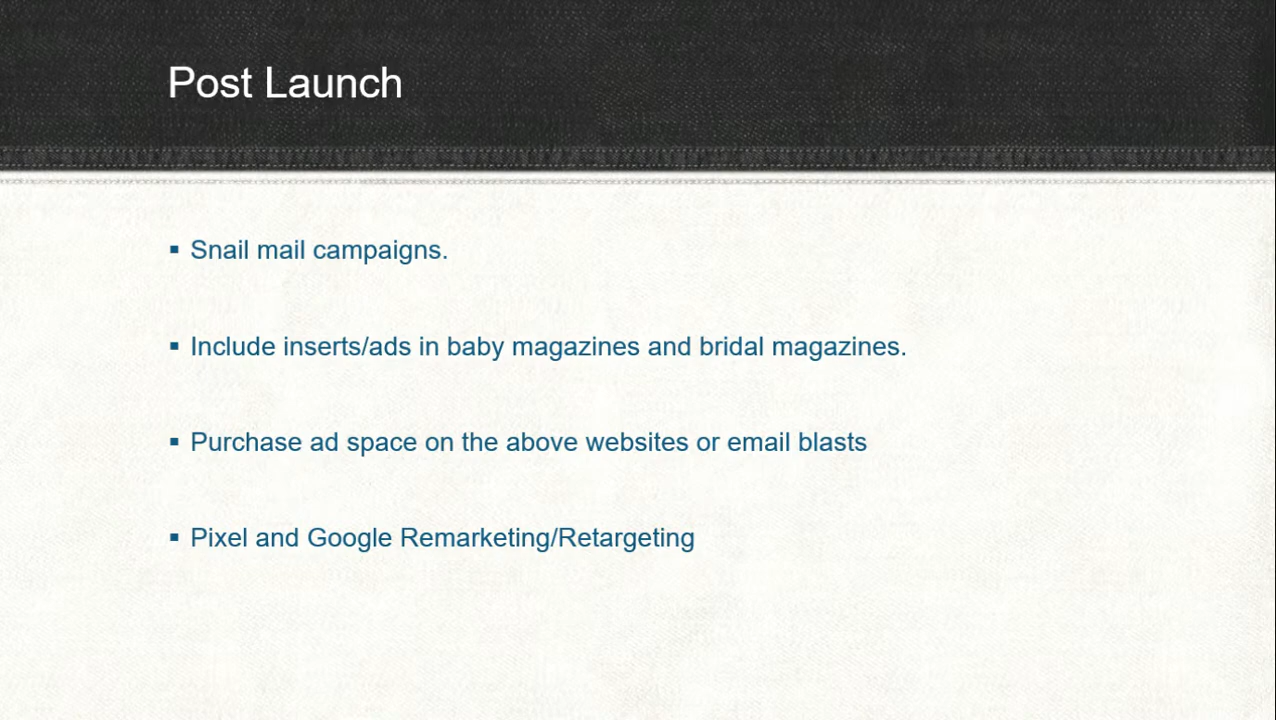 Post Launch
▪ Snail mail campaigns.
▪ Include inserts/ads in baby magazines and bridal magazines.
▪ Purchase ad space on the above websites or email blasts
▪ Pixel and Google Remarketing/Retargeting